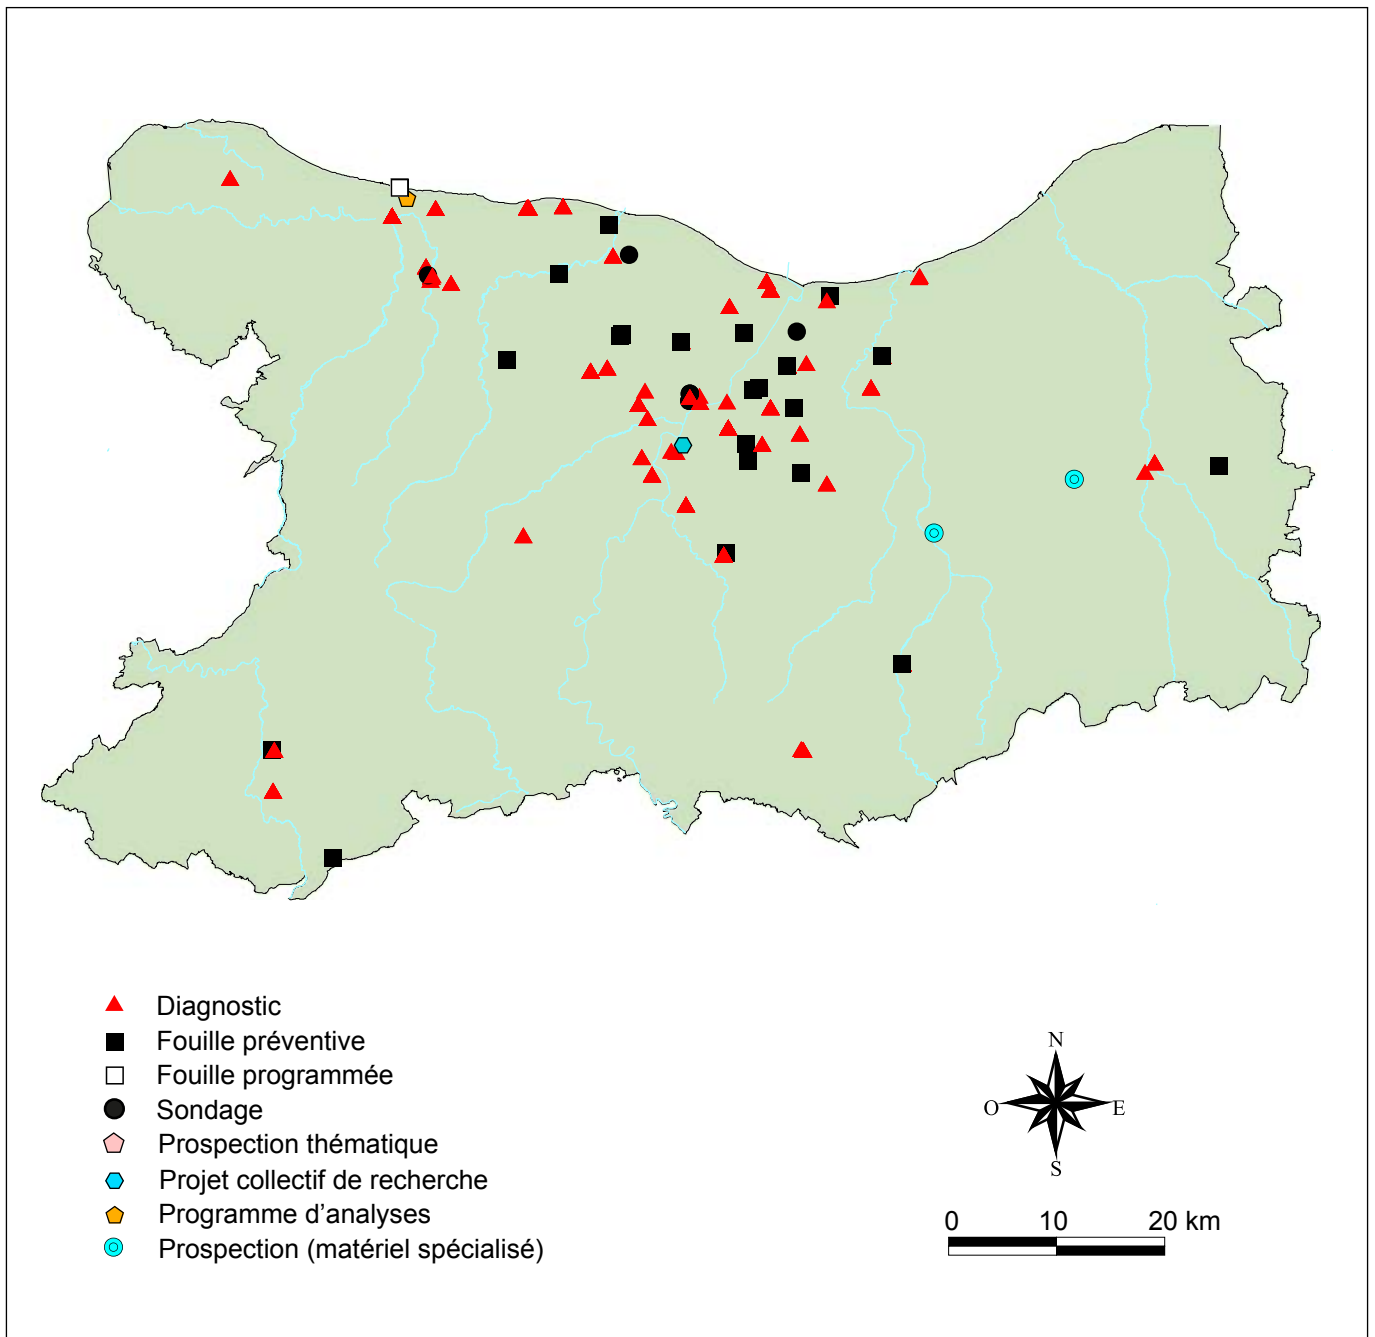 Diagnostic
Fouille préventive
Fouille programmée
Sondage
Prospection thématique
Projet collectif de recherche
Programme d’analyses
Prospection (matériel spécialisé)
N
O E
S
0 10 20 km